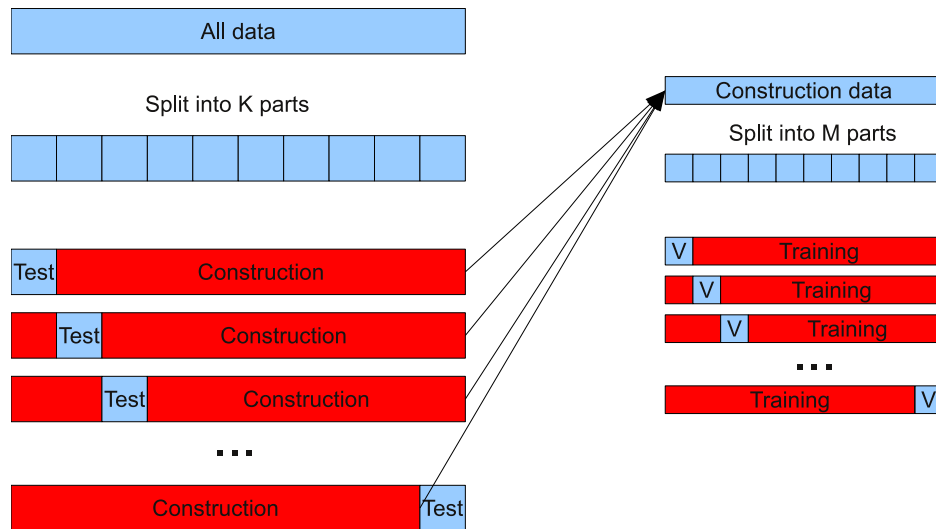 All data
Split into K parts
Test Construction
Test Construction
Test Construction
...
Construction Test
Construction data
Split into M parts
V Training
V Training
V Training
...
Training V